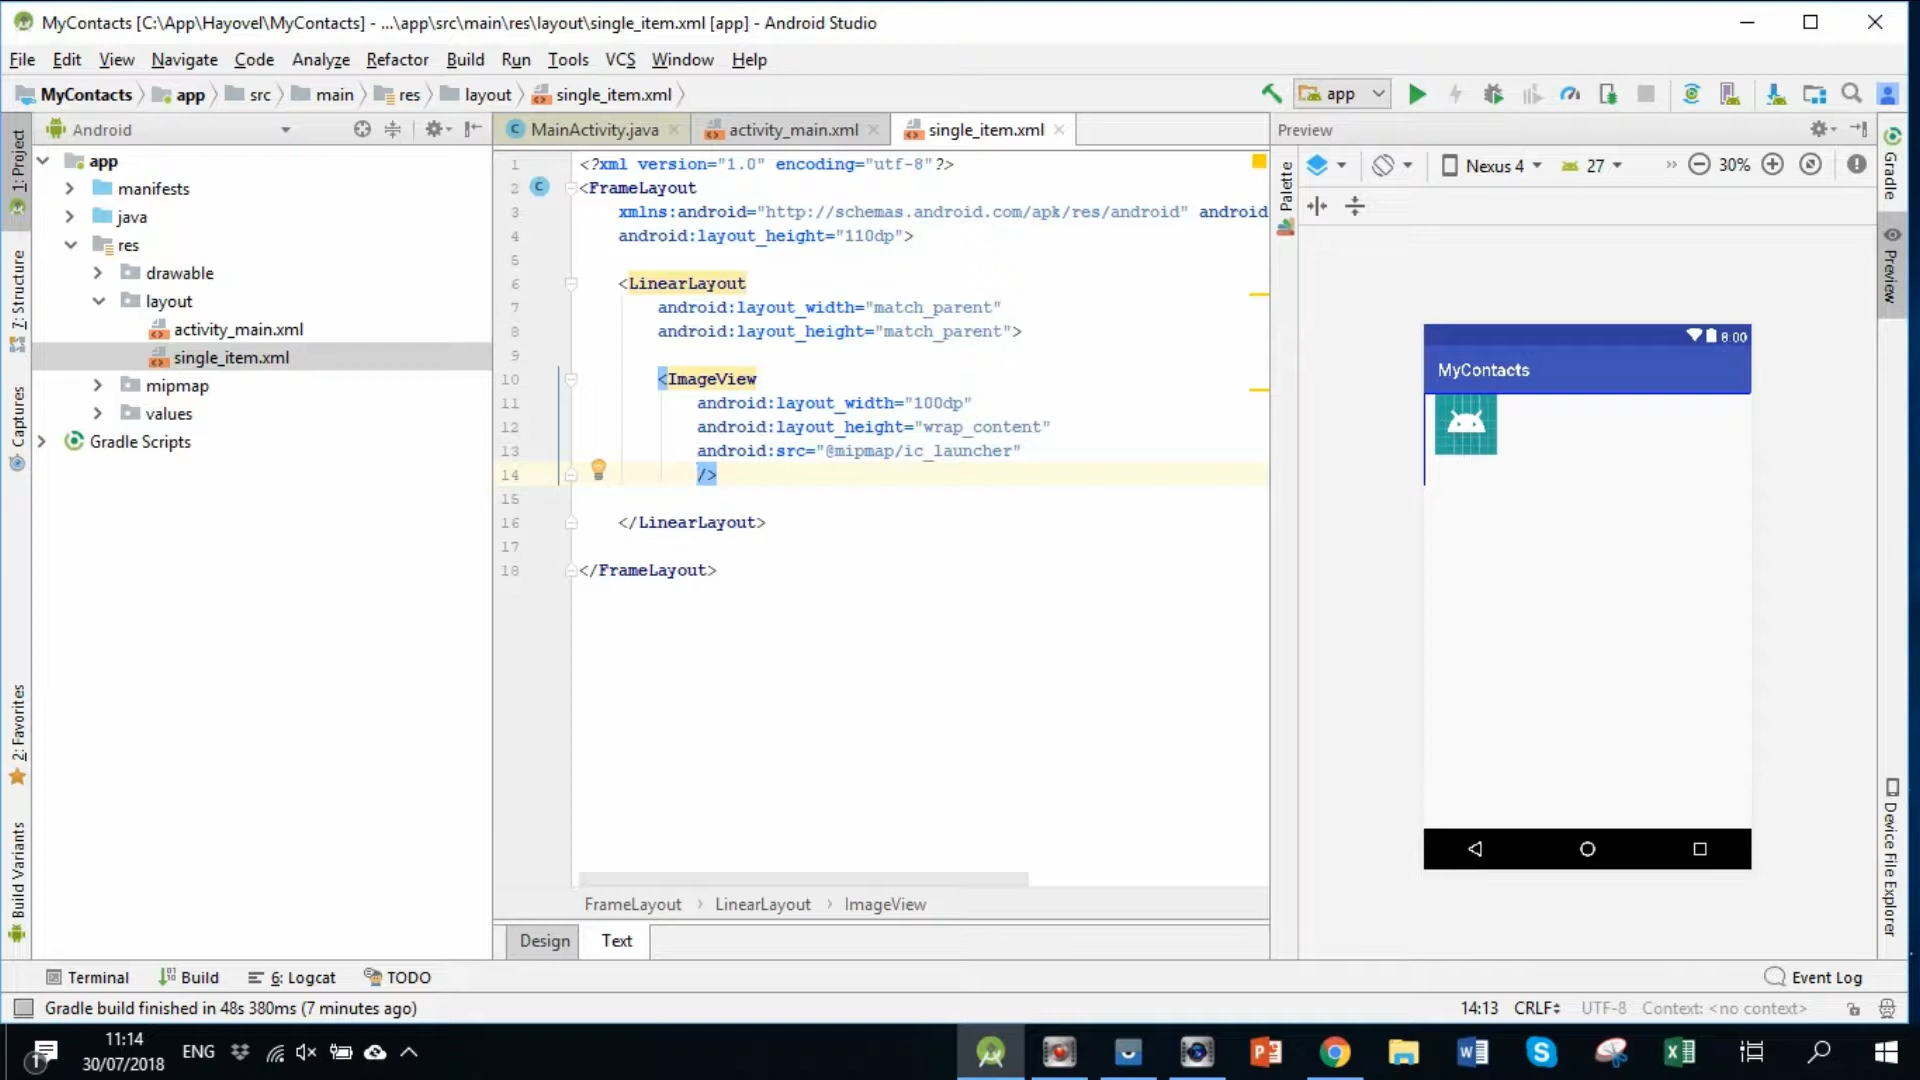 MyContacts [C:\App\Hayovel\MyContacts] - ...\app\src\main\res\layout\single_item.xml [app] - Android Studio
File Edit View Navigate Code Analyze Refactor Tools Build Run Tools VCS Window Help
MyContacts app src main res layout single_item.xml app
Android MainActivity.java activity_main.xml single_item.xml Preview
1: Project
7: Structure
Captures
2: Favorites
Build Variants
app
manifests
java
res
drawable
layout
activity_main.xml
single_item.xml
mipmap
values
Gradle Scripts
1 <?xml version="1.0" encoding="utf-8"?>
2 <FrameLayout
3 xmlns:android="http://schemas.android.com/apk/res/android" android
4 android:layout_height="110dp">
5
6 <LinearLayout
7 android:layout_width="match_parent"
8 android:layout_height="match_parent">
9
10 <ImageView
11 android:layout_width="100dp"
12 android:layout_height="wrap_content"
13 android:src="@mipmap/ic_launcher"
14 />
15
16 </LinearLayout>
17
18 </FrameLayout>
FrameLayout › LinearLayout › ImageView
Design Text
Palette
Nexus 4 27 » 30%
8:00
MyContacts
Gradle
Preview
Device File Explorer
Terminal Build 6: Logcat TODO Event Log
Gradle build finished in 48s 380ms (7 minutes ago) 14:13 CRLF UTF-8 Context: <no context>
1 11:14 ENG
30/07/2018